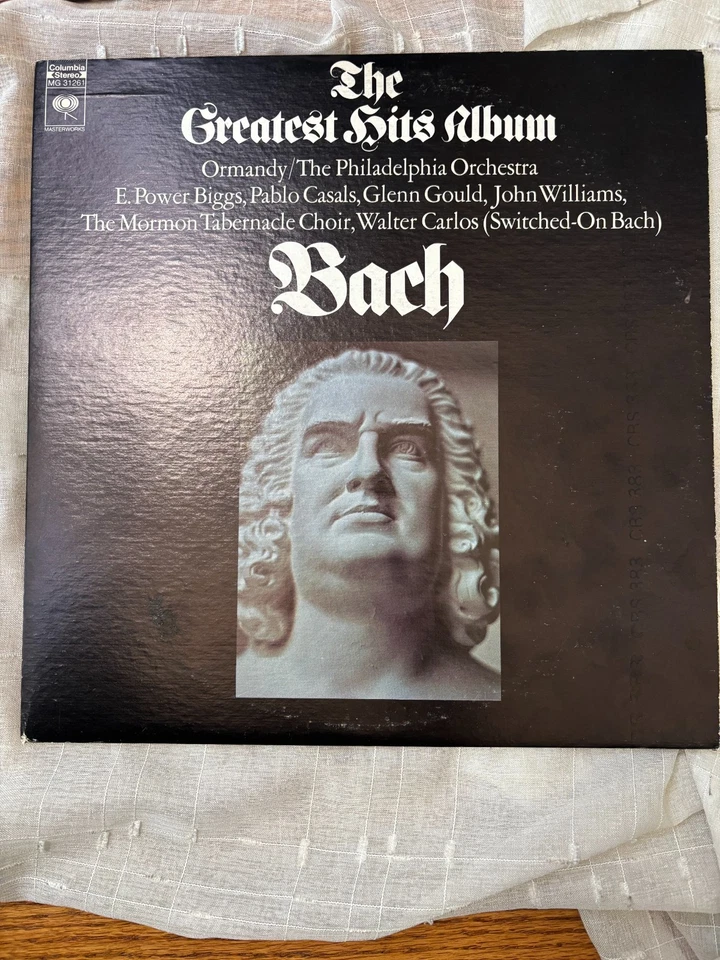 Columbia
Stereo
MG 31261
MASTERWORKS
The
Greatest Hits Album
Ormandy/The Philadelphia Orchestra
E. Power Biggs, Pablo Casals, Glenn Gould, John Williams,
The Mormon Tabernacle Choir, Walter Carlos (Switched-On Bach)
Bach